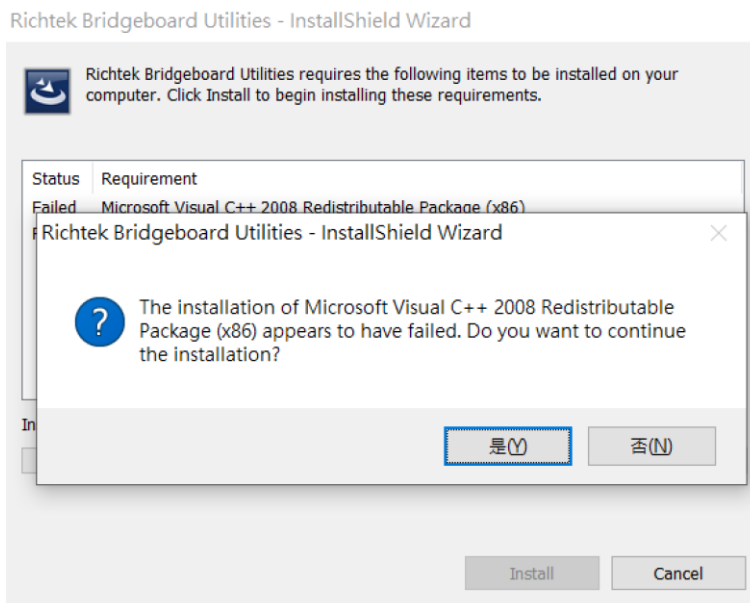 Richtek Bridgeboard Utilities - InstallShield Wizard
Richtek Bridgeboard Utilities requires the following items to be installed on your
computer. Click Install to begin installing these requirements.
Status Requirement
Failed Microsoft Visual C++ 2008 Redistributable Package (x86)
Richtek Bridgeboard Utilities - InstallShield Wizard
The installation of Microsoft Visual C++ 2008 Redistributable
Package (x86) appears to have failed. Do you want to continue
the installation?
In
是(Y) 否(N)
Install Cancel